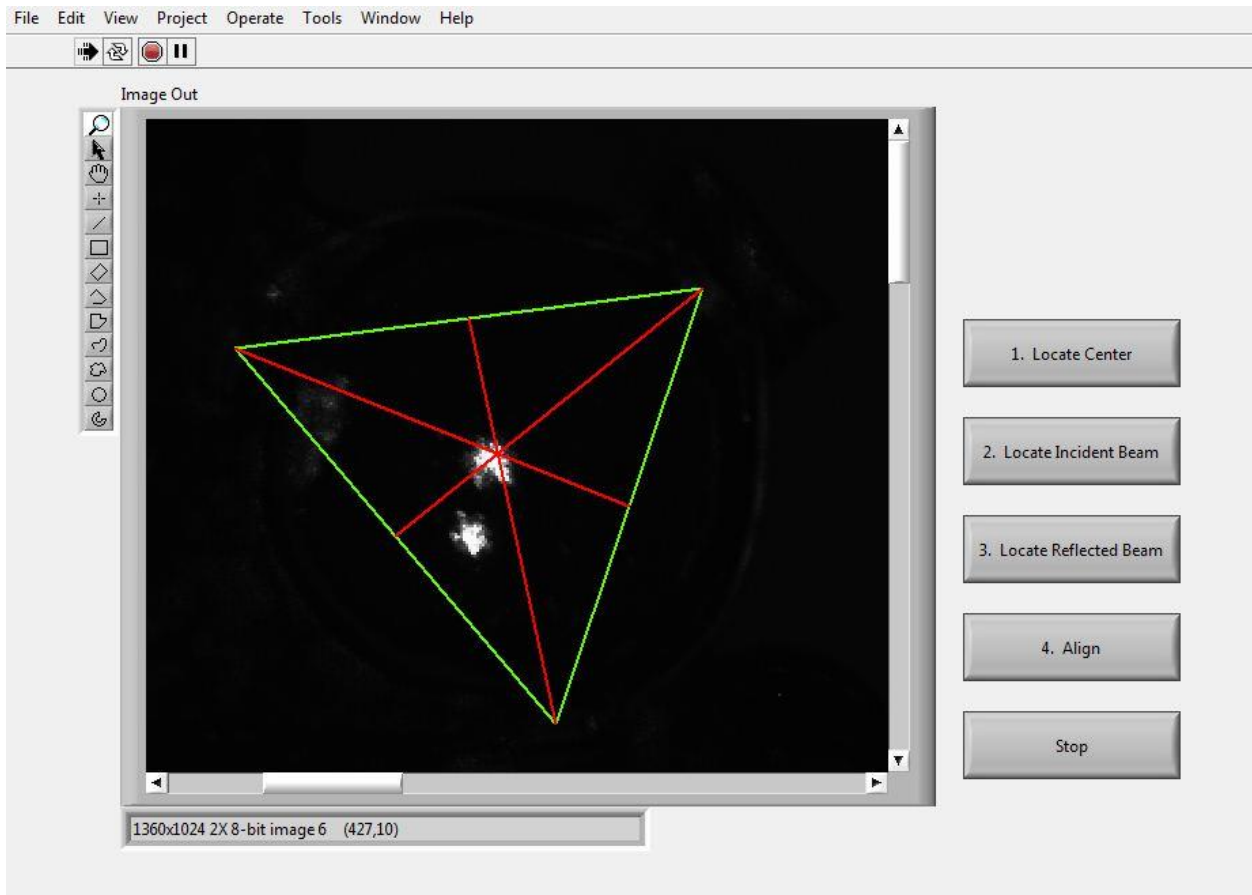 File Edit View Project Operate Tools Window Help
Image Out
1. Locate Center
2. Locate Incident Beam
3. Locate Reflected Beam
4. Align
Stop
1360x1024 2X 8-bit image 6 (427,10)